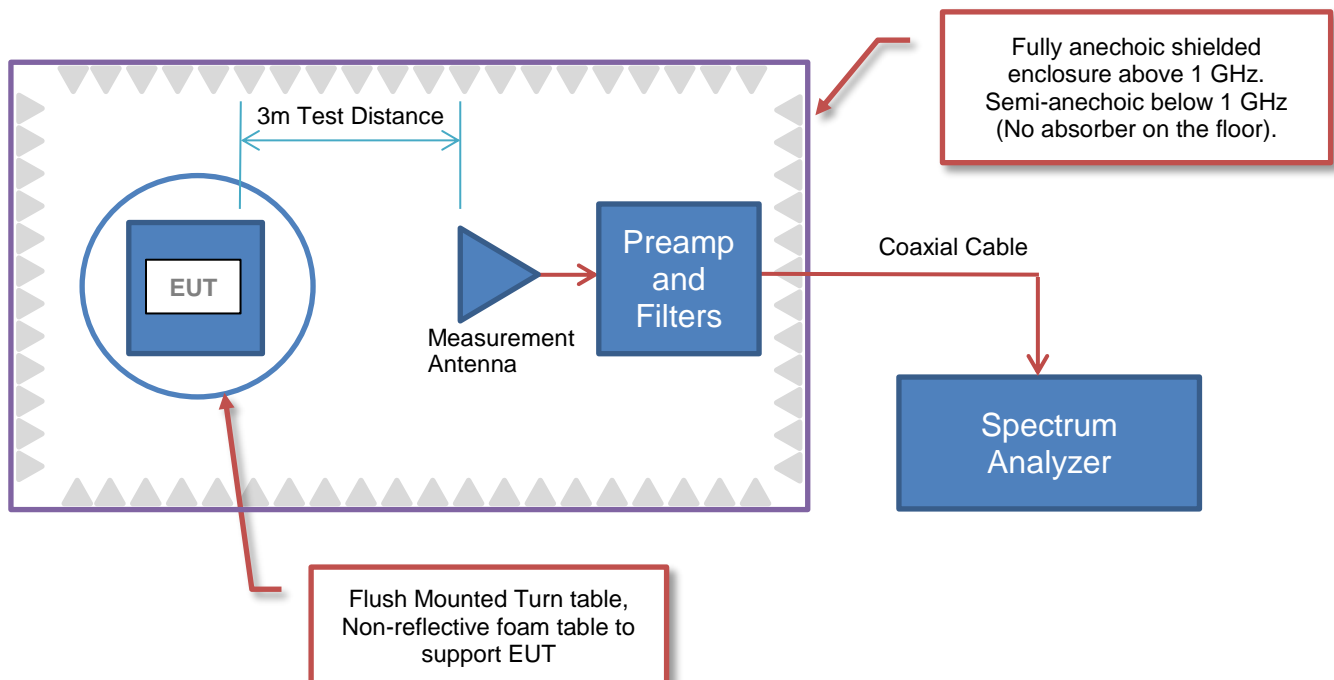 Fully anechoic shielded
enclosure above 1 GHz.
Semi-anechoic below 1 GHz
(No absorber on the floor).
3m Test Distance
EUT
Measurement
Antenna
Preamp
and
Filters
Coaxial Cable
Spectrum
Analyzer
Flush Mounted Turn table,
Non-reflective foam table to
support EUT